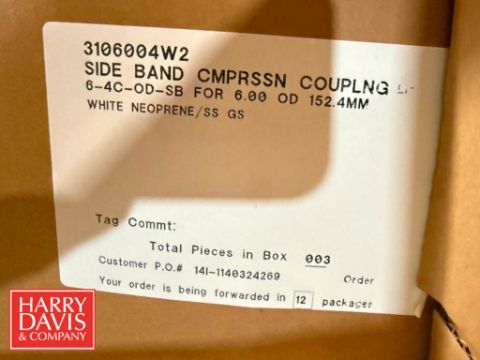 3106004W2
SIDE BAND CMPRSSN COUPLNG
6-4C-OD-SB FOR 6.00 OD 152.4MM
WHITE NEOPRENE/SS GS
Tag Commt:
Total Pieces in Box 003
Customer P.O.# 14I-1140324269 Order
Your order is being forwarded in 12 packages
HARRY
DAVIS
& COMPANY